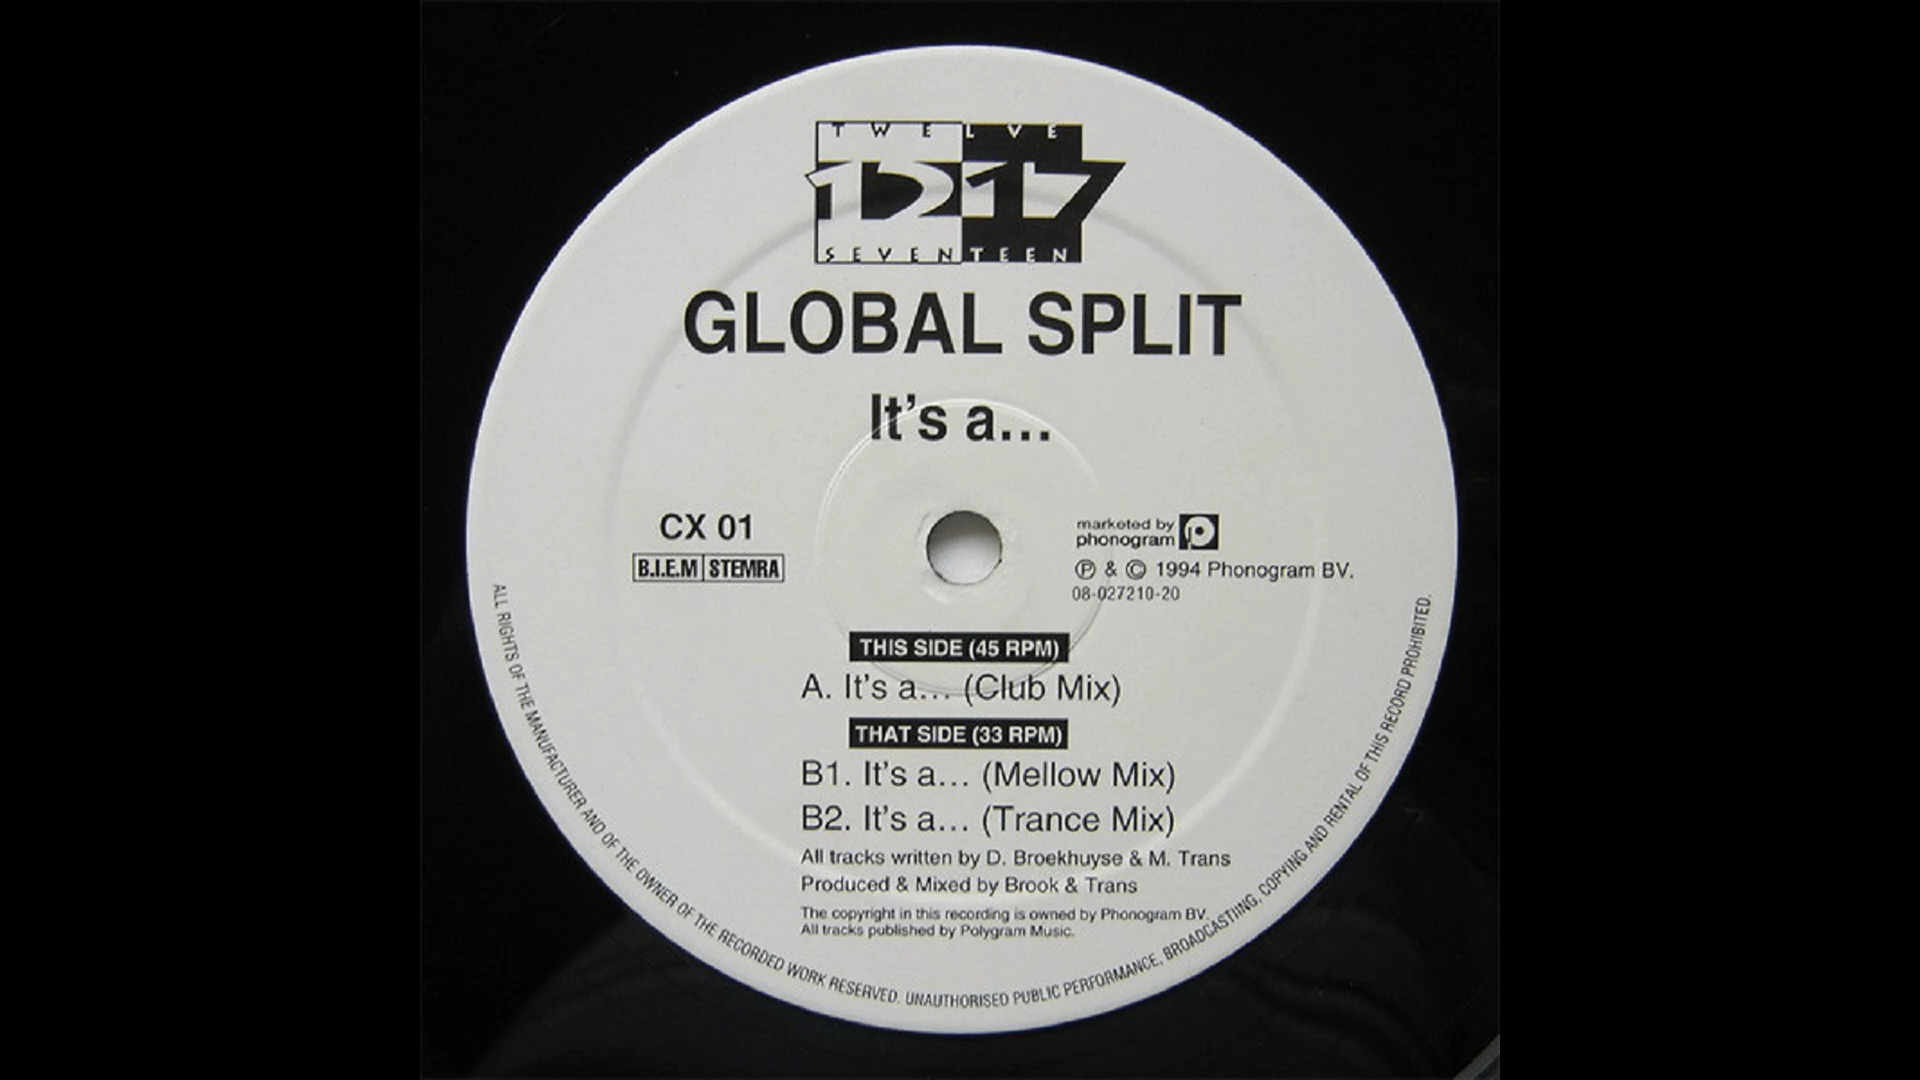 TWELVE
1217
SEVENTEEN
GLOBAL SPLIT
It's a...
CX 01
B.I.E.M STEMRA
marketed by
phonogram
℗ & © 1994 Phonogram BV.
08-027210-20
THIS SIDE (45 RPM)
A. It's a... (Club Mix)
THAT SIDE (33 RPM)
B1. It's a... (Mellow Mix)
B2. It's a... (Trance Mix)
All tracks written by D. Broekhuyse & M. Trans
Produced & Mixed by Brook & Trans
The copyright in this recording is owned by Phonogram BV.
All tracks published by Polygram Music.
ALL RIGHTS OF THE MANUFACTURER AND OF THE OWNER OF THE RECORDED WORK RESERVED. UNAUTHORISED PUBLIC PERFORMANCE, BROADCASTIING, COPYING AND RENTAL OF THIS RECORD PROHIBITED.